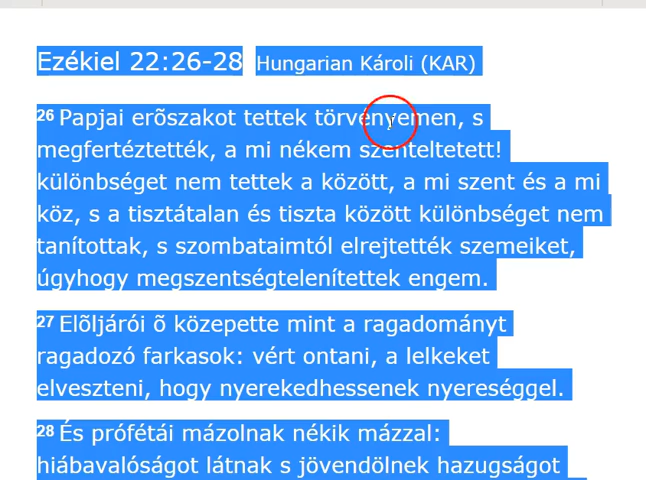 Ezékiel 22:26-28 Hungarian Károli (KAR)
26 Papjai erõszakot tettek törvényemen, s
megfertéztették, a mi nékem szenteltetett!
különbséget nem tettek a között, a mi szent és a mi
köz, s a tisztátalan és tiszta között különbséget nem
tanítottak, s szombataimtól elrejtették szemeiket,
úgyhogy megszentségtelenítettek engem.
27 Elõljárói õ közepette mint a ragadományt
ragadozó farkasok: vért ontani, a lelkeket
elveszteni, hogy nyerekedhessenek nyereséggel.
28 És prófétái mázolnak nékik mázzal:
hiábavalóságot látnak s jövendölnek hazugságot